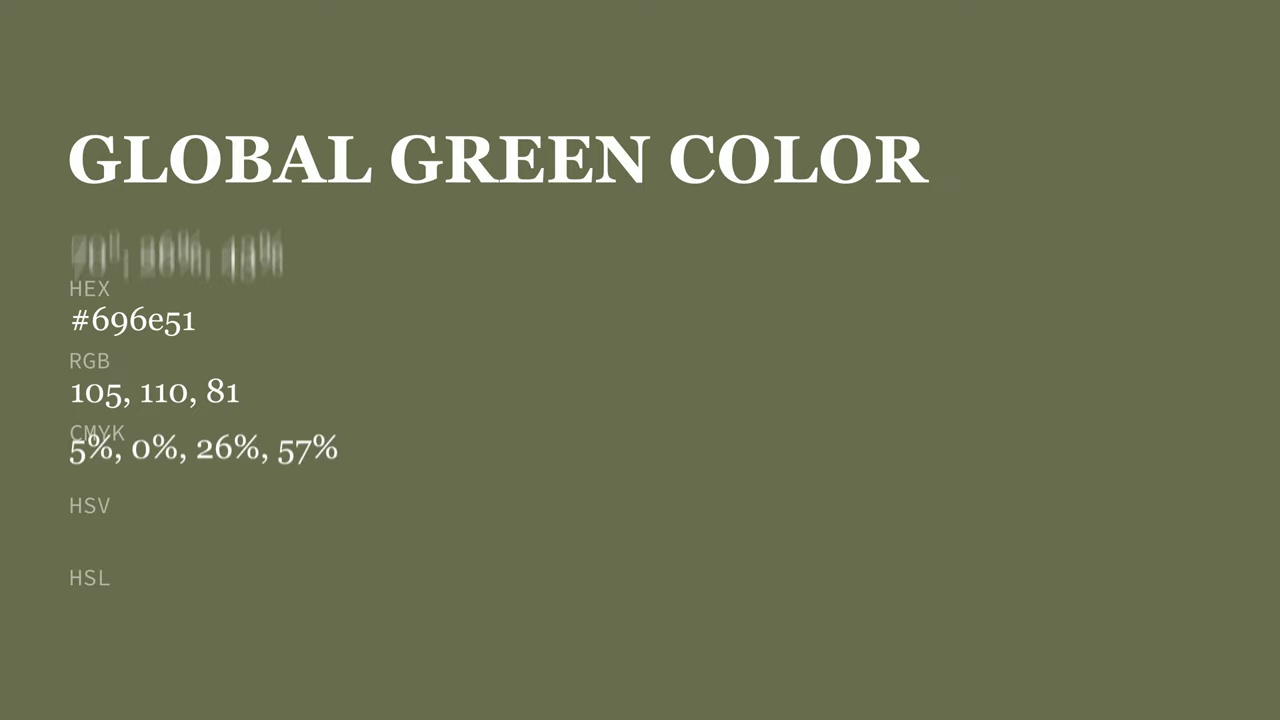 GLOBAL GREEN COLOR
HEX
#696e51
RGB
105, 110, 81
CMYK
5%, 0%, 26%, 57%
HSV
HSL